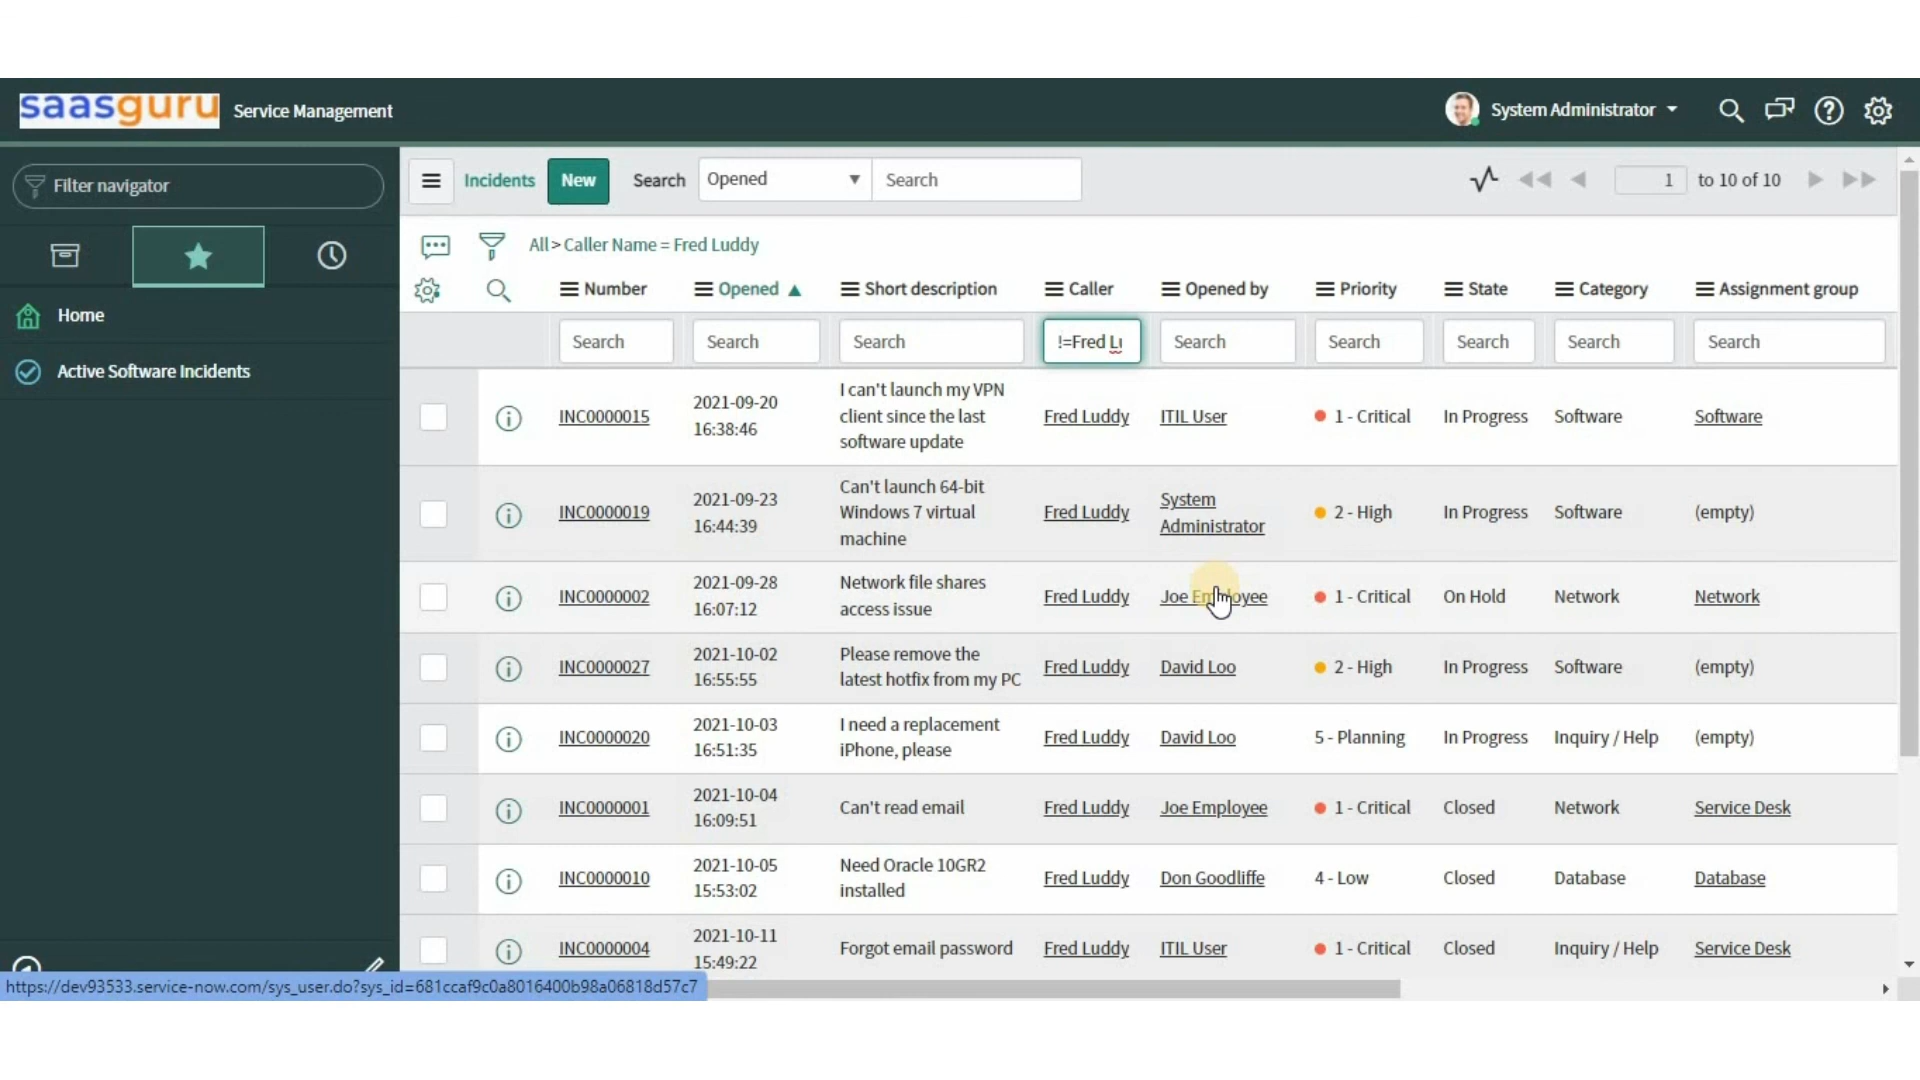 saasguru Service Management System Administrator
Filter navigator
Home
Active Software Incidents
Incidents New Search Opened Search 1 to 10 of 10
All > Caller Name = Fred Luddy
Number Opened Short description Caller Opened by Priority State Category Assignment group
Search Search Search !=Fred Lu Search Search Search Search Search
INC0000015 2021-09-20 16:38:46 I can't launch my VPN client since the last software update Fred Luddy ITIL User 1 - Critical In Progress Software Software
INC0000019 2021-09-23 16:44:39 Can't launch 64-bit Windows 7 virtual machine Fred Luddy System Administrator 2 - High In Progress Software (empty)
INC0000002 2021-09-28 16:07:12 Network file shares access issue Fred Luddy Joe Employee 1 - Critical On Hold Network Network
INC0000027 2021-10-02 16:55:55 Please remove the latest hotfix from my PC Fred Luddy David Loo 2 - High In Progress Software (empty)
INC0000020 2021-10-03 16:51:35 I need a replacement iPhone, please Fred Luddy David Loo 5 - Planning In Progress Inquiry / Help (empty)
INC0000001 2021-10-04 16:09:51 Can't read email Fred Luddy Joe Employee 1 - Critical Closed Network Service Desk
INC0000010 2021-10-05 15:53:02 Need Oracle 10GR2 installed Fred Luddy Don Goodliffe 4 - Low Closed Database Database
INC0000004 2021-10-11 15:49:22 Forgot email password Fred Luddy ITIL User 1 - Critical Closed Inquiry / Help Service Desk
https://dev93533.service-now.com/sys_user.do?sys_id=681ccaf9c0a8016400b98a06818d57c7